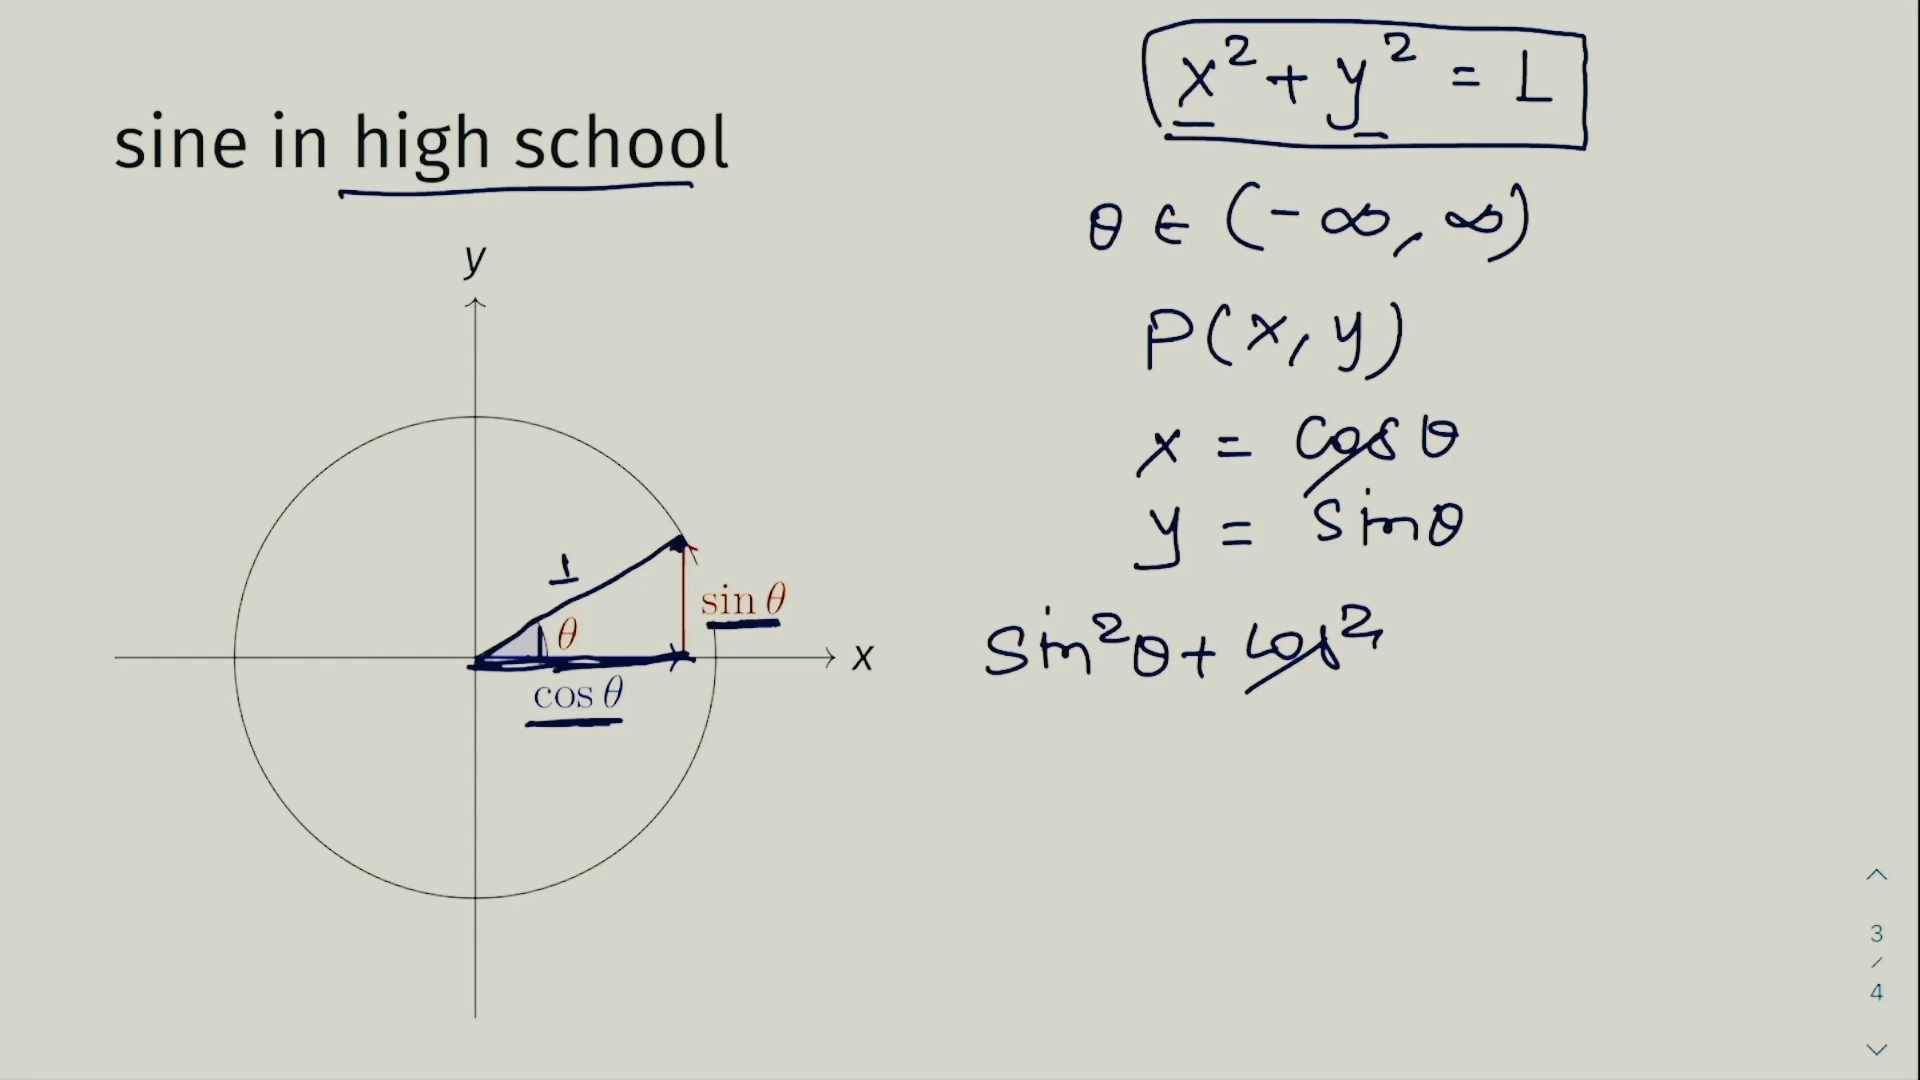 sine in high school
x² + y² = 1
θ ∈ (-∞, ∞)
P(x, y)
x = cos θ
y = sin θ
sin²θ + cos²
y
1
θ
sin θ
x
cos θ
3
/
4